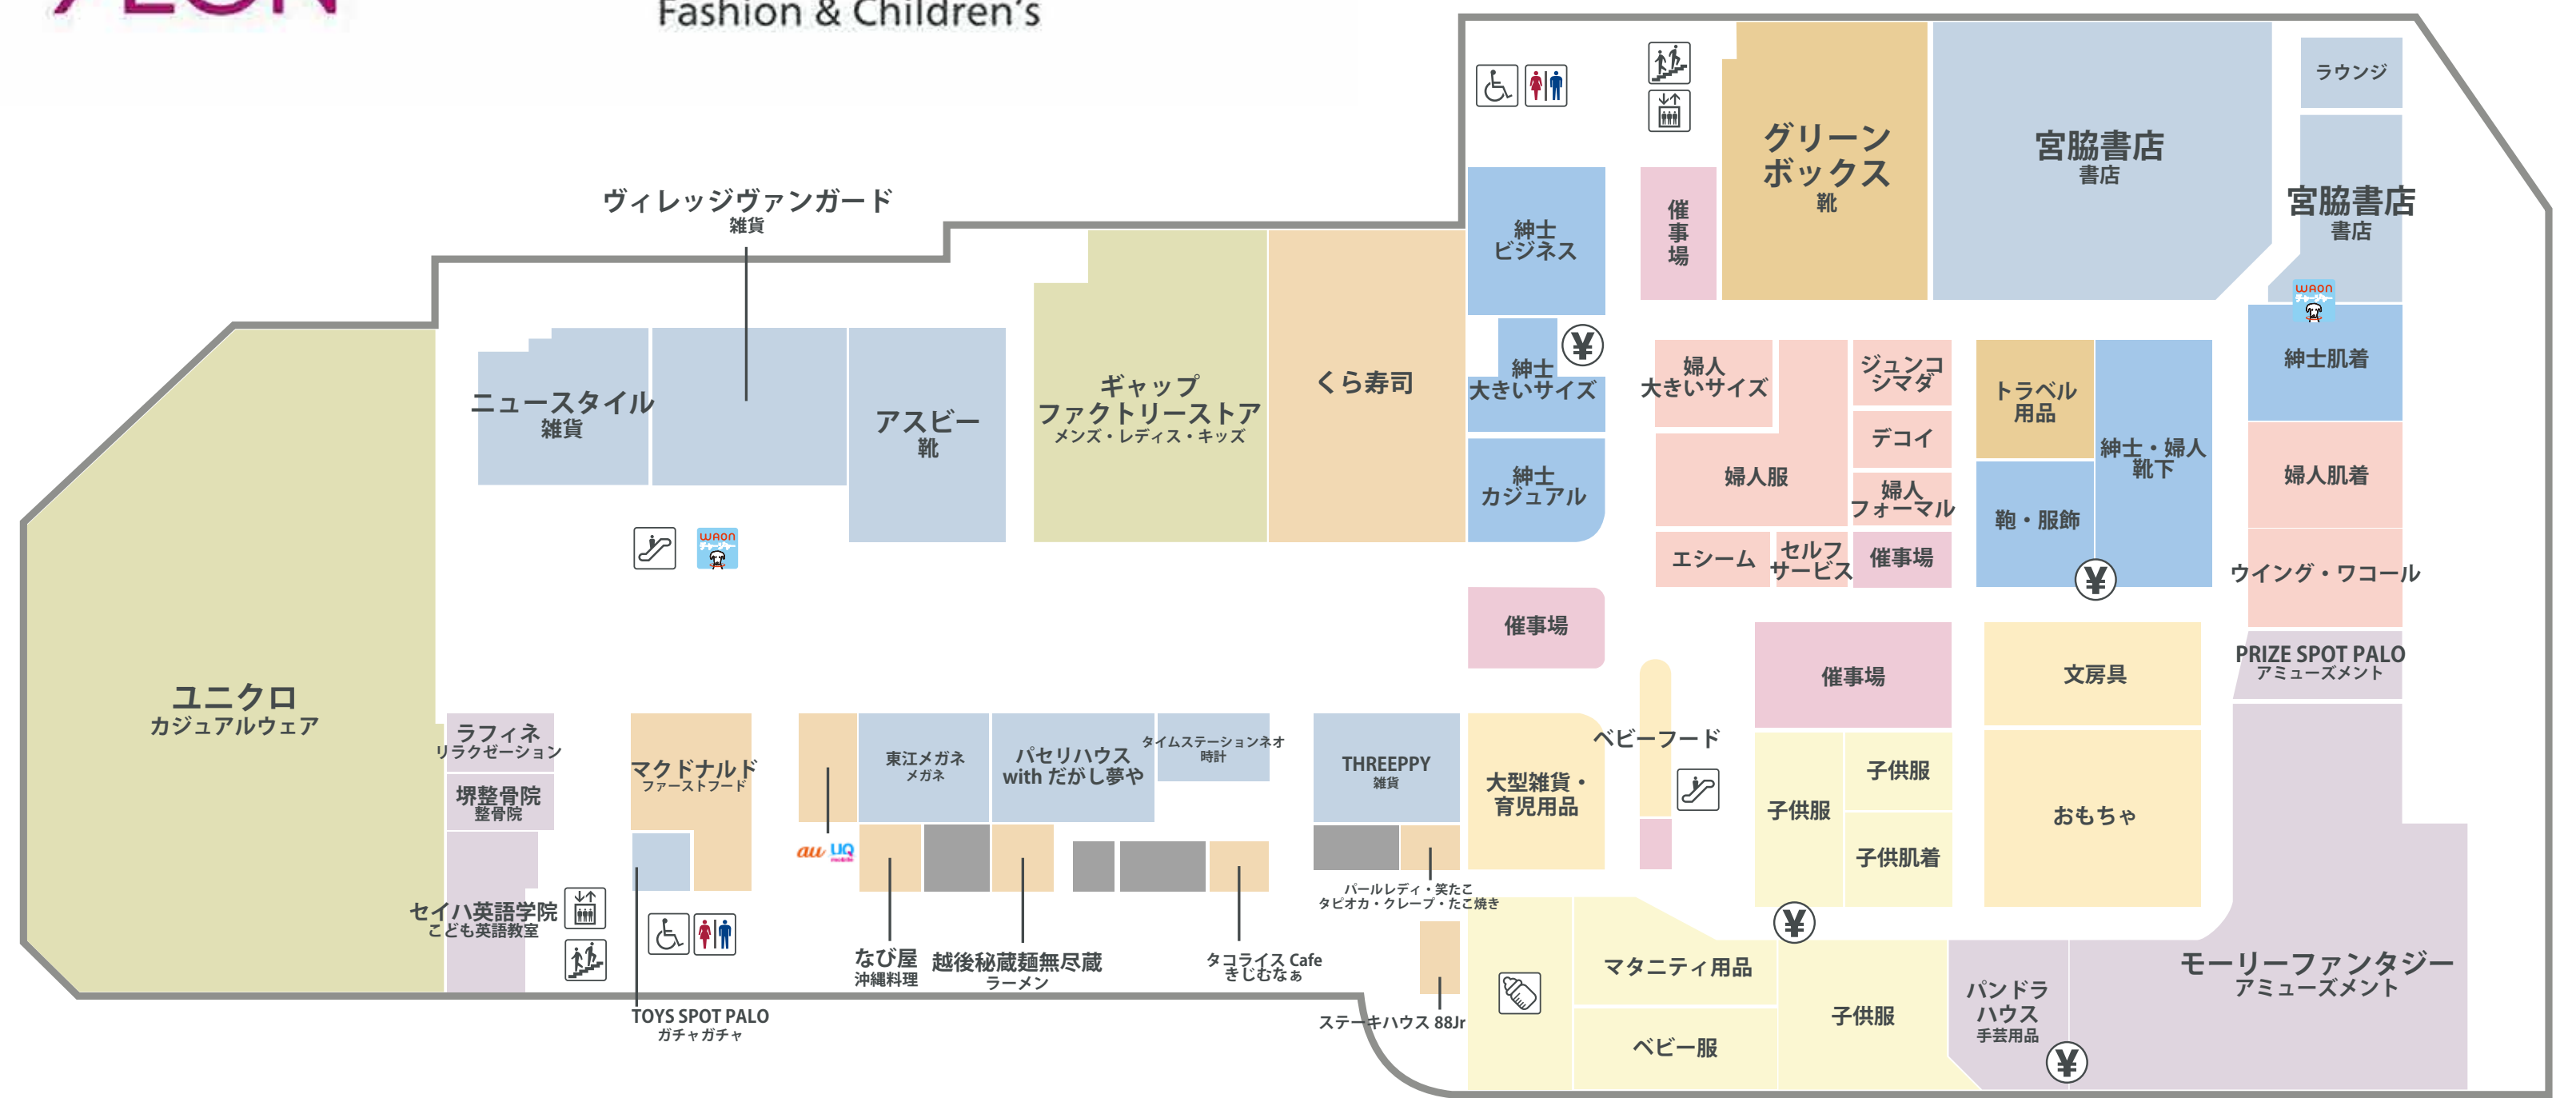 ÆON
Fashion & Children's
ラウンジ
グリーン
ボックス
靴
宮脇書店
書店
宮脇書店
書店
ヴィレッジヴァンガード
雑貨
催事場
紳士
ビジネス
WAON
チャージャー
紳士
大きいサイズ
¥
婦人
大きいサイズ
ジュンコ
シマダ
トラベル
用品
紳士肌着
ニュースタイル
雑貨
アスビー
靴
ギャップ
ファクトリーストア
メンズ・レディス・キッズ
くら寿司
デコイ
紳士・婦人
靴下
紳士
カジュアル
婦人服
婦人
フォーマル
婦人肌着
鞄・服飾
WAON
チャージャー
エシーム
セルフ
サービス
催事場
¥
ウイング・ワコール
催事場
催事場
文房具
PRIZE SPOT PALO
アミューズメント
ユニクロ
カジュアルウェア
ラフィネ
リラクゼーション
マクドナルド
ファーストフード
東江メガネ
メガネ
パセリハウス
with だがし夢や
タイムステーションネオ
時計
THREEPPY
雑貨
大型雑貨・
育児用品
ベビーフード
子供服
子供服
おもちゃ
堺整骨院
整骨院
au UQ
mobile
子供肌着
パールレディ・笑たこ
タピオカ・クレープ・たこ焼き
セイハ英語学院
こども英語教室
¥
なび屋
沖縄料理
越後秘蔵麺無尽蔵
ラーメン
タコライス Cafe
きじむなぁ
マタニティ用品
モーリーファンタジー
アミューズメント
TOYS SPOT PALO
ガチャガチャ
ステーキハウス 88Jr
ベビー服
子供服
パンドラ
ハウス
手芸用品
¥